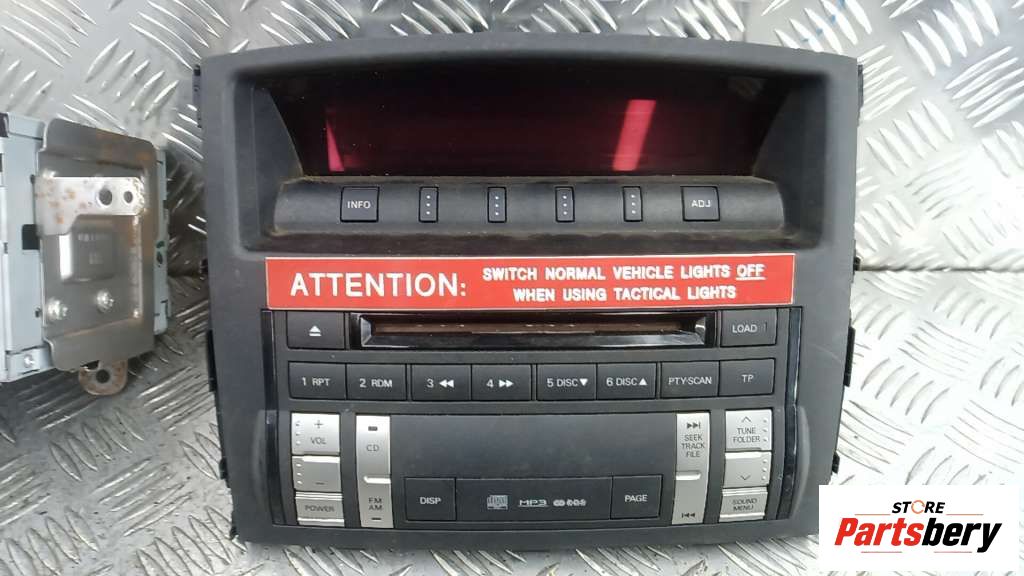 INFO
ADJ
ATTENTION: SWITCH NORMAL VEHICLE LIGHTS OFF
WHEN USING TACTICAL LIGHTS
LOAD
1 RPT 2 RDM 3 ◀◀ 4 ▶▶ 5 DISC▼ 6 DISC▲ PTY-SCAN TP
+
VOL
−
POWER
CD
FM
AM
DISP
MP3
PAGE
SEEK
TRACK
FILE
TUNE
FOLDER
SOUND
MENU
STORE
Partsbery